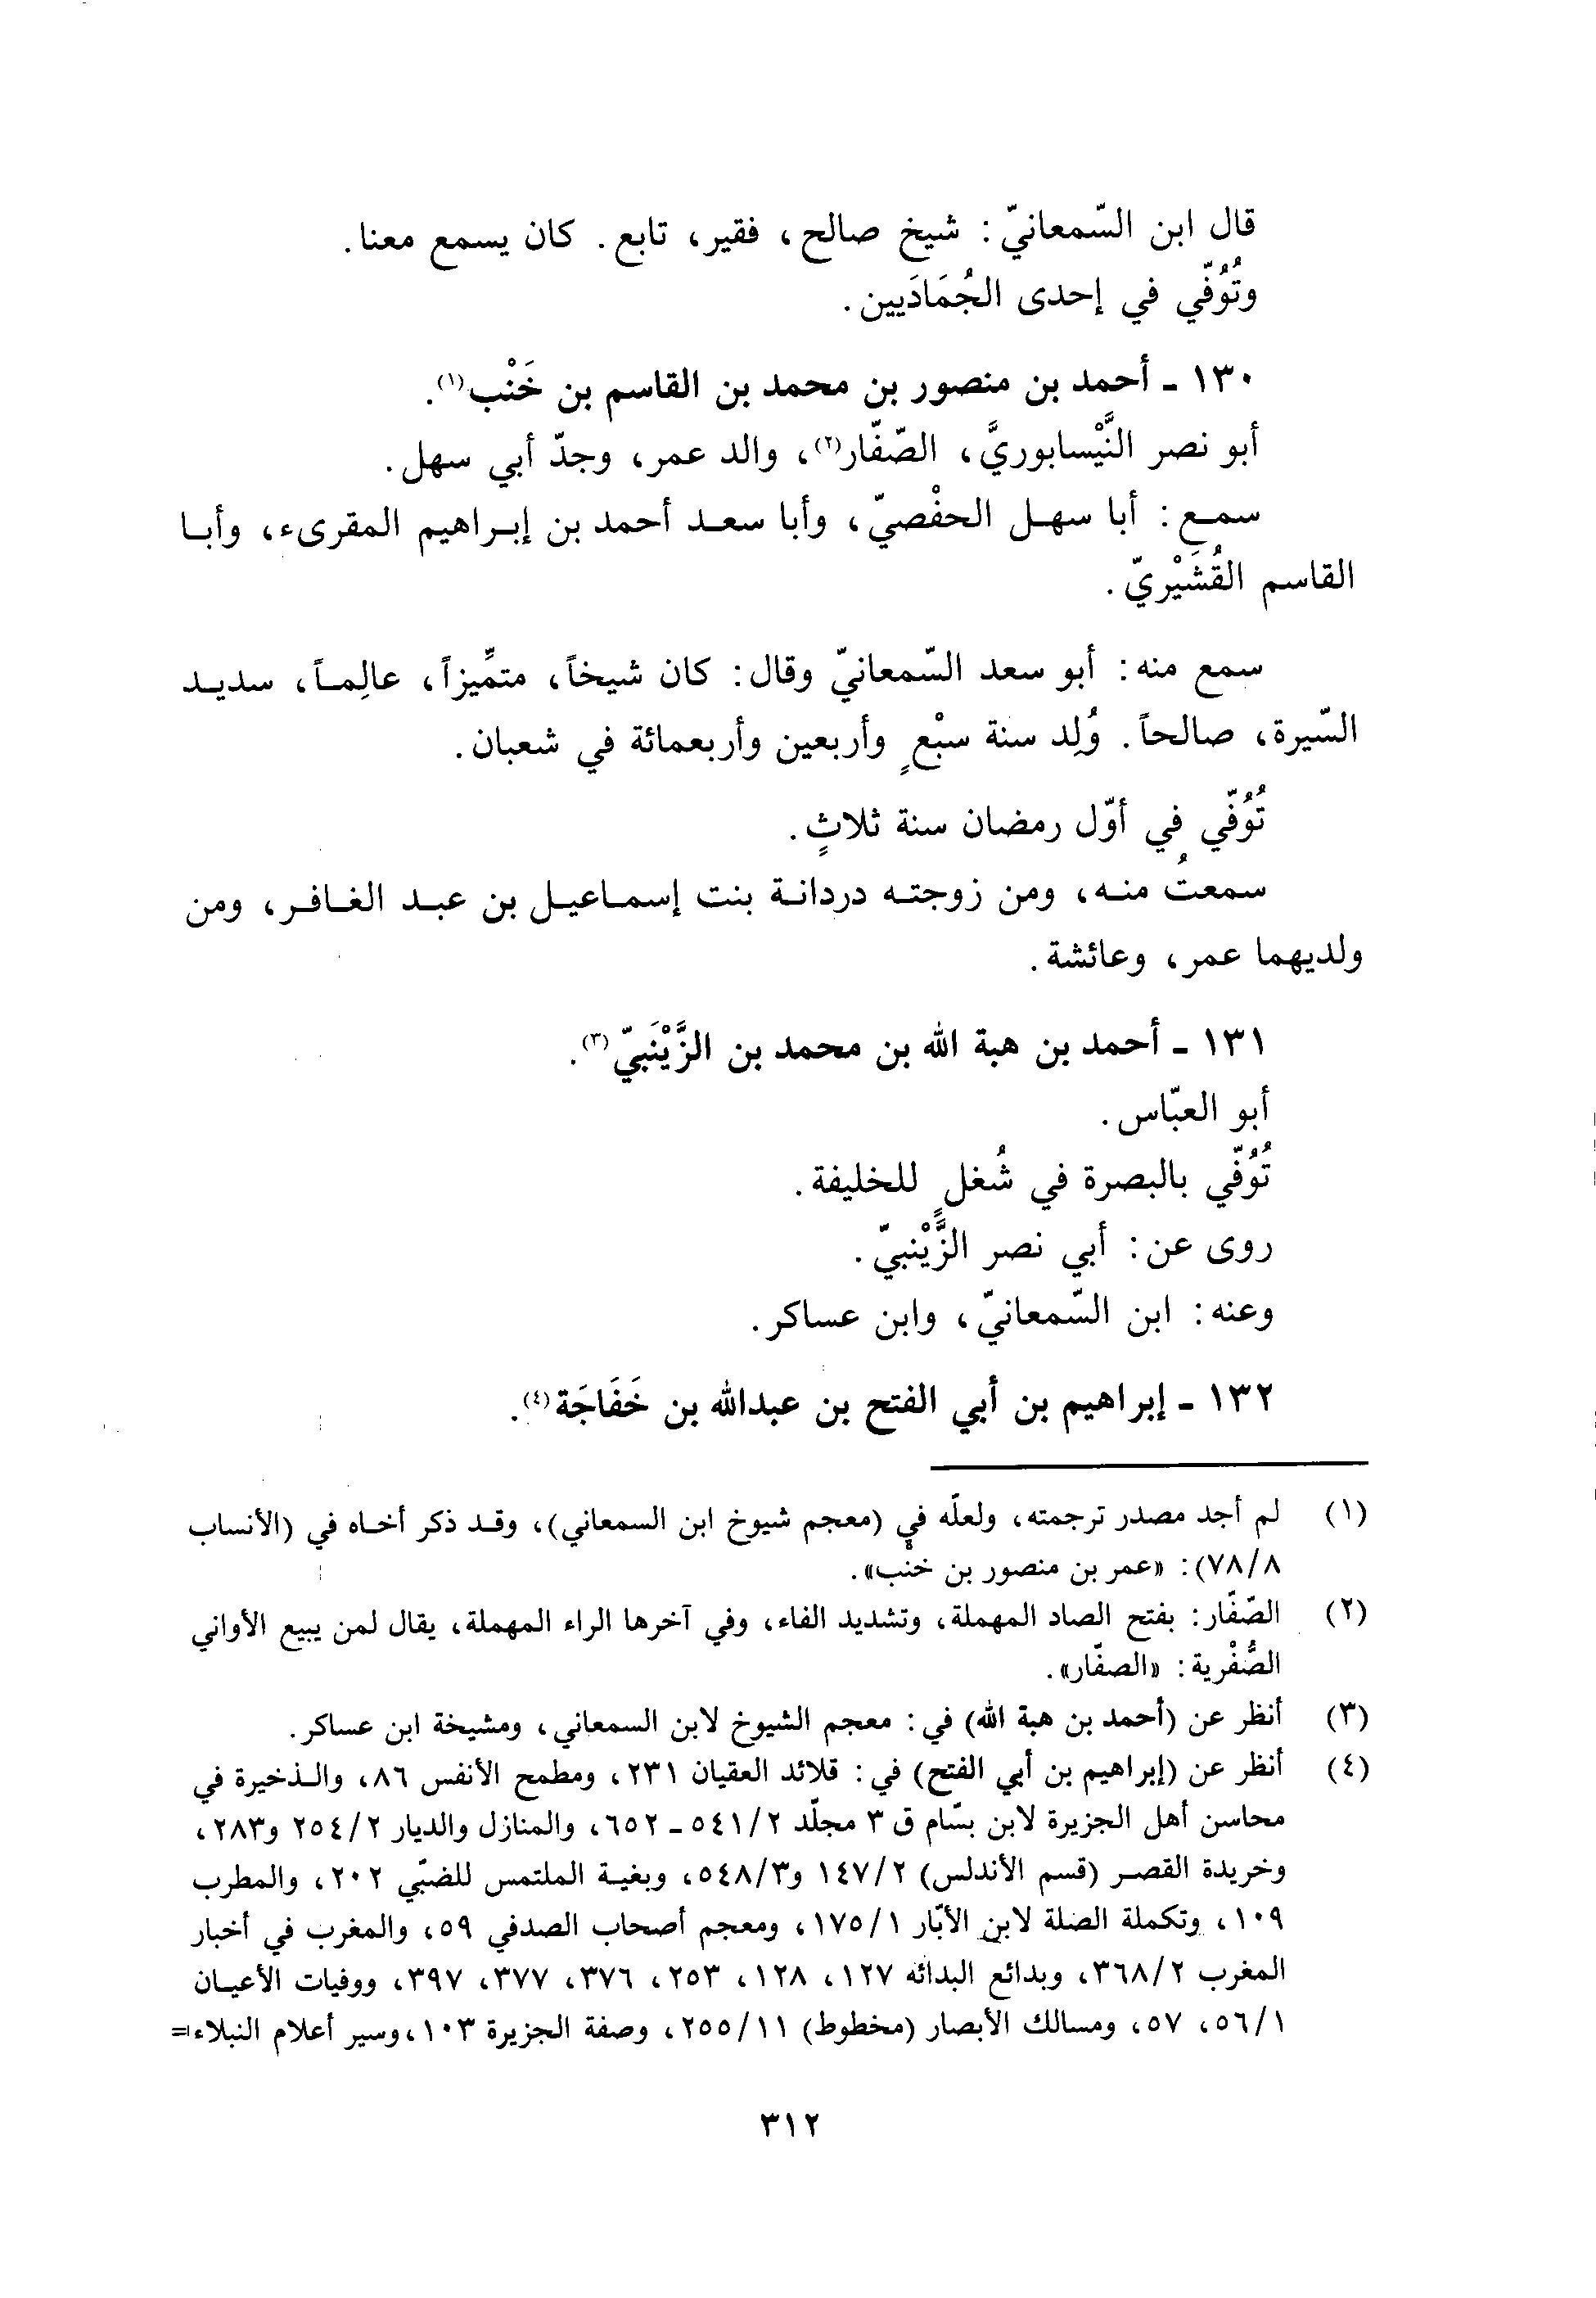 قال ابن السّمعانيّ: شيخ صالح، فقير، تابع. كان يسمع معنا.
وتُوُفّي في إحدى الجُمَادَيين.
١٣٠ ـ أحمد بن منصور بن محمد بن القاسم بن خَنْب(١).
أبو نصر النَّيْسابوريَّ، الصّفّار(٢)، والد عمر، وجدّ أبي سهل.
سمع: أبا سهل الحفْصيّ، وأبا سعد أحمد بن إبراهيم المقرىء، وأبا
القاسم القُشَيْريّ.
سمع منه: أبو سعد السّمعانيّ وقال: كان شيخاً، متميِّزاً، عالِماً، سديد
السّيرة، صالحاً. وُلِد سنة سبْعٍ وأربعين وأربعمائة في شعبان.
تُوُفّي في أوّل رمضان سنة ثلاثٍ.
سمعتُ منه، ومن زوجته دردانة بنت إسماعيل بن عبد الغافر، ومن
ولديهما عمر، وعائشة.
١٣١ ـ أحمد بن هبة الله بن محمد بن الزَّيْنَبيّ(٣).
أبو العبّاس.
تُوُفّي بالبصرة في شُغلٍ للخليفة.
روى عن: أبي نصر الزَّيْنبيّ.
وعنه: ابن السّمعانيّ، وابن عساكر.
١٣٢ ـ إبراهيم بن أبي الفتح بن عبدالله بن خَفَاجَة(٤).
(١) لم أجد مصدر ترجمته، ولعلّه في (معجم شيوخ ابن السمعاني)، وقد ذكر أخاه في (الأنساب
٧٨/٨): «عمر بن منصور بن خنْب».
(٢) الصّفّار: بفتح الصاد المهملة، وتشديد الفاء، وفي آخرها الراء المهملة، يقال لمن يبيع الأواني
الصُّفْرية: «الصفّار».
(٣) أنظر عن (أحمد بن هبة الله) في: معجم الشيوخ لابن السمعاني، ومشيخة ابن عساكر.
(٤) أنظر عن (إبراهيم بن أبي الفتح) في: قلائد العقيان ٢٣١، ومطمح الأنفس ٨٦، والذخيرة في
محاسن أهل الجزيرة لابن بسّام ق ٣ مجلّد ٥٤١/٢ ـ ٦٥٢، والمنازل والديار ٢٥٤/٢ و٢٨٣،
وخريدة القصر (قسم الأندلس) ١٤٧/٢ و٥٤٨/٣، وبغية الملتمس للضبّي ٢٠٢، والمطرب
١٠٩، وتكملة الصلة لابن الأبّار ١٧٥/١، ومعجم أصحاب الصدفي ٥٩، والمغرب في أخبار
المغرب ٣٦٨/٢، وبدائع البدائه ١٢٧، ١٢٨، ٢٥٣، ٣٧٦، ٣٧٧، ٣٩٧، ووفيات الأعيان
٥٦/١، ٥٧، ومسالك الأبصار (مخطوط) ٢٥٥/١١، وصفة الجزيرة ١٠٣، وسير أعلام النبلاء=
٣١٢